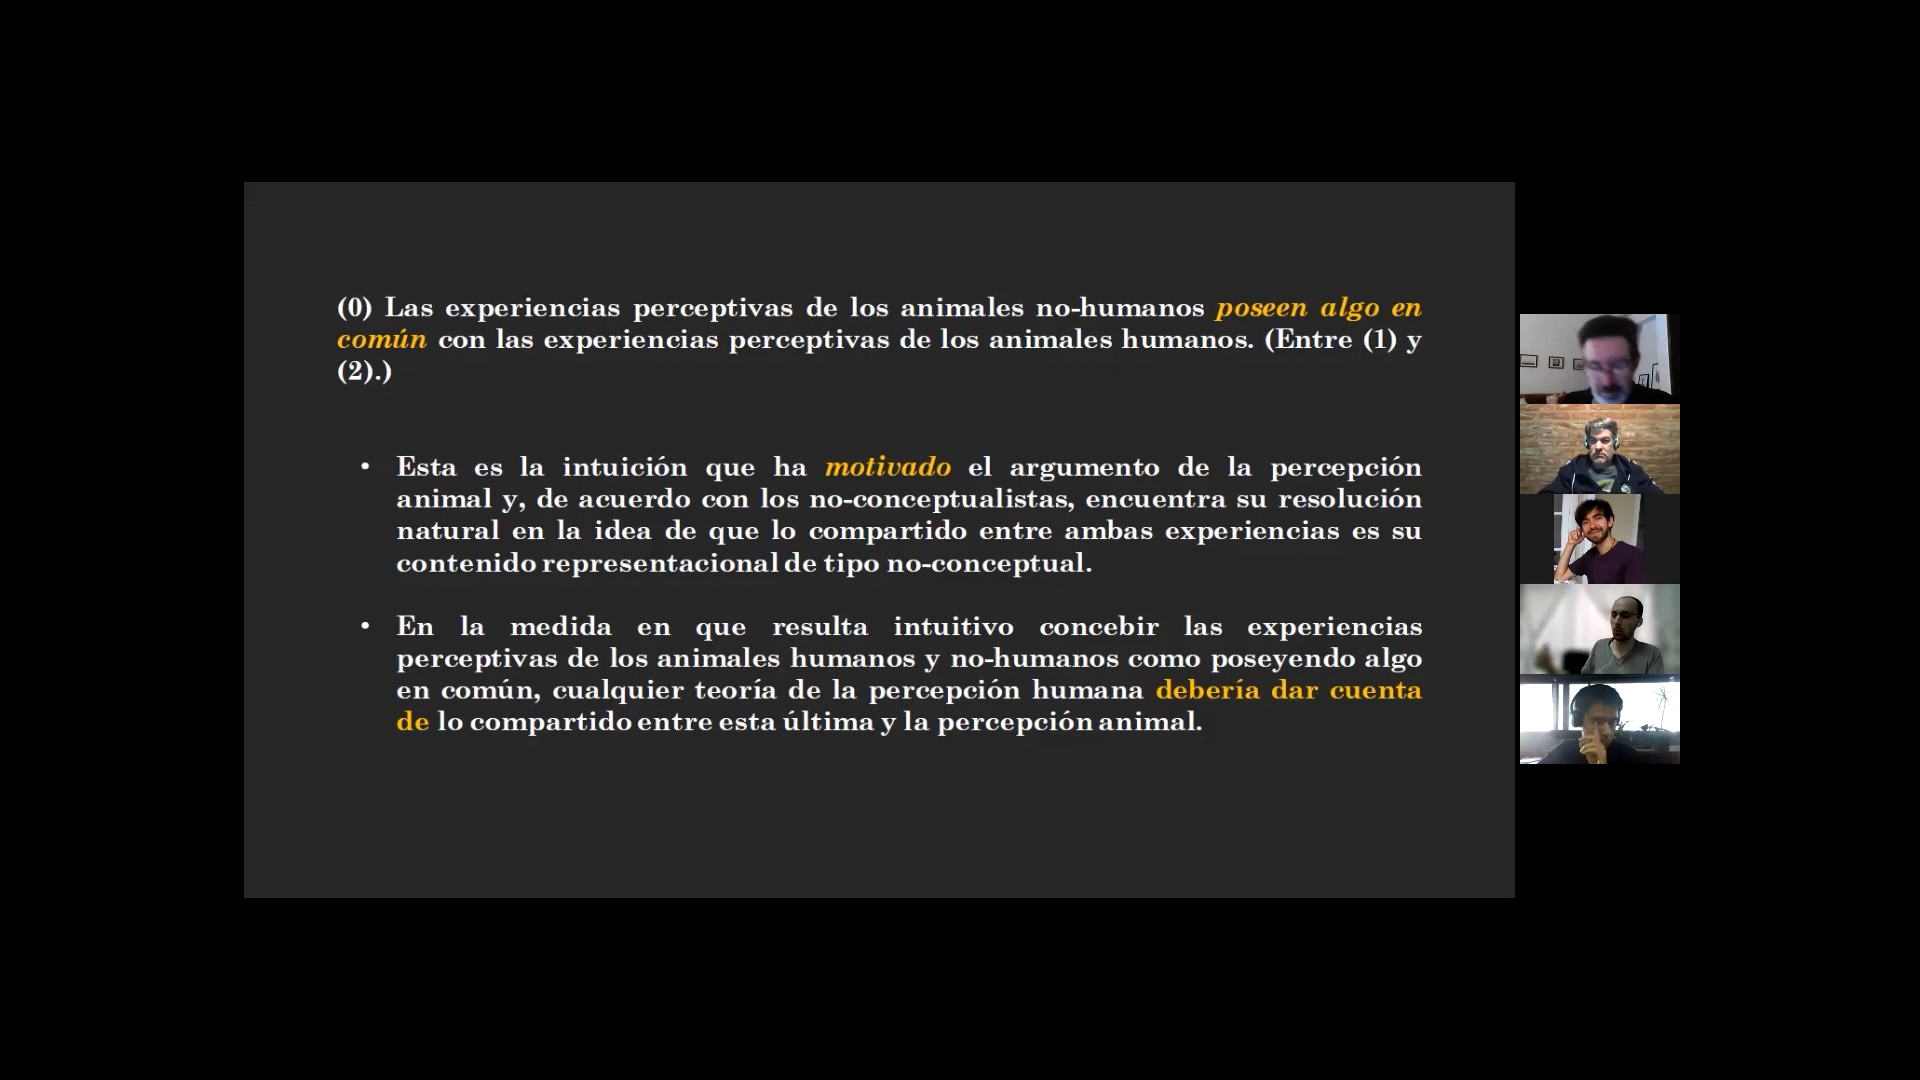 (0) Las experiencias perceptivas de los animales no-humanos poseen algo en
común con las experiencias perceptivas de los animales humanos. (Entre (1) y
(2).)
• Esta es la intuición que ha motivado el argumento de la percepción
animal y, de acuerdo con los no-conceptualistas, encuentra su resolución
natural en la idea de que lo compartido entre ambas experiencias es su
contenido representacional de tipo no-conceptual.
• En la medida en que resulta intuitivo concebir las experiencias
perceptivas de los animales humanos y no-humanos como poseyendo algo
en común, cualquier teoría de la percepción humana debería dar cuenta
de lo compartido entre esta última y la percepción animal.